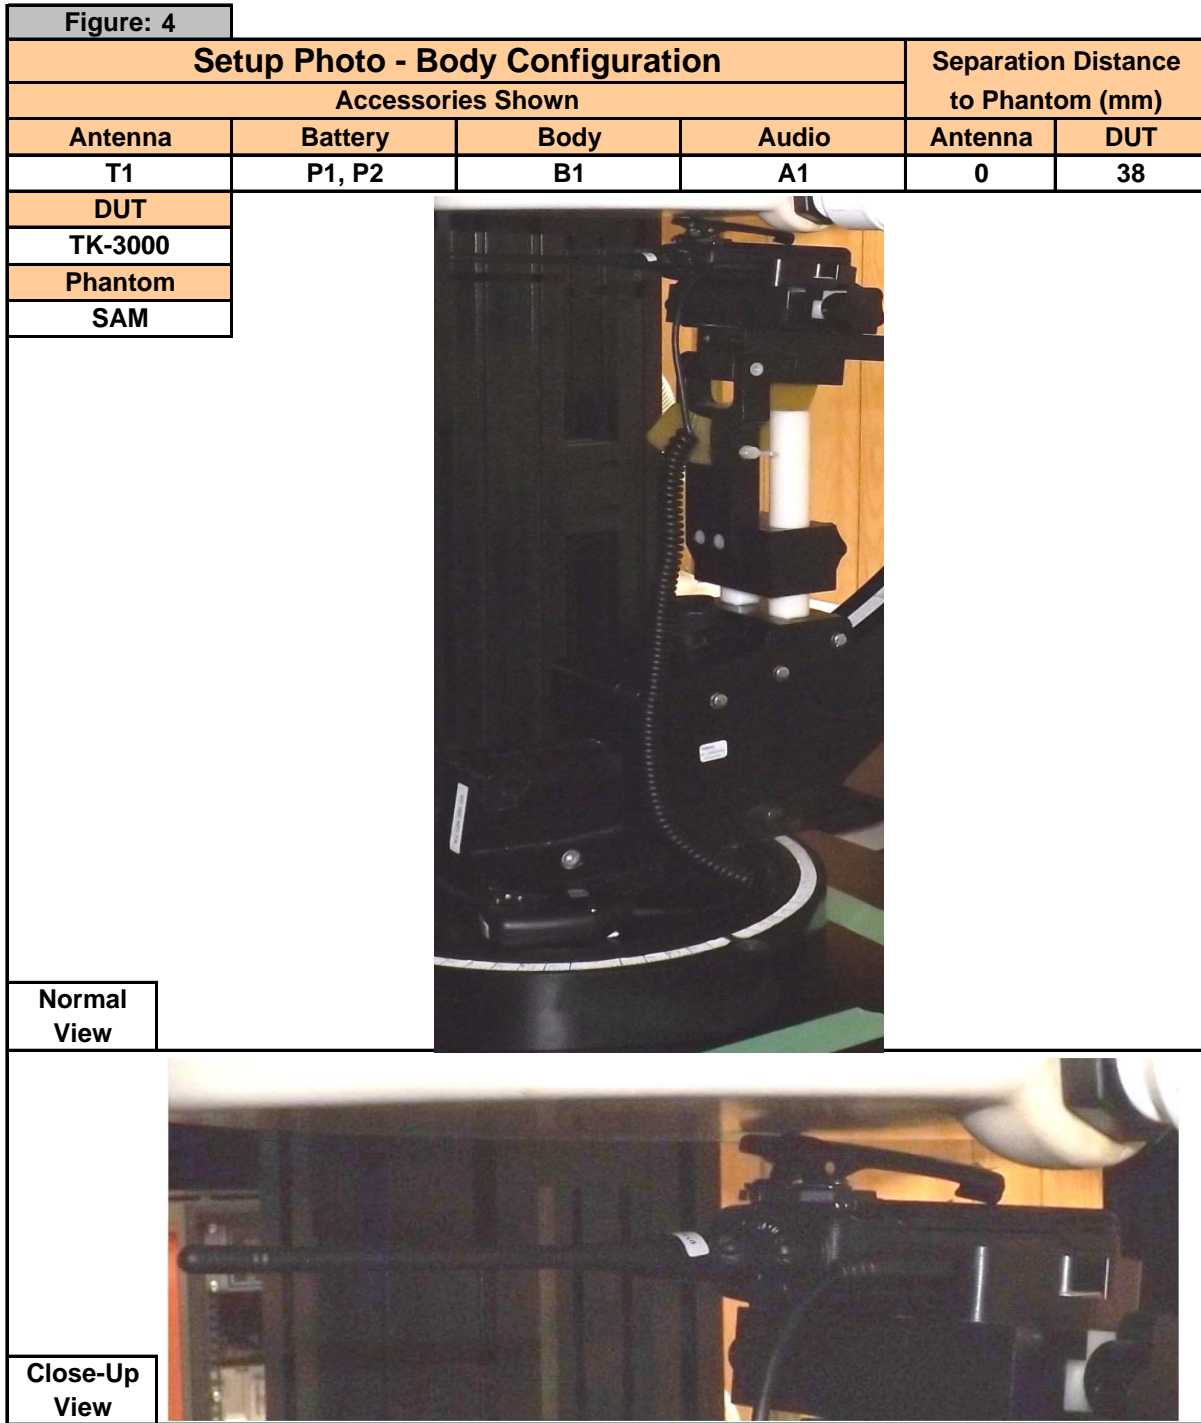 Figure: 4
Setup Photo - Body Configuration
Separation Distance
to Phantom (mm)
Accessories Shown
Antenna Battery Body Audio Antenna DUT
T1 P1, P2 B1 A1 0 38
DUT
TK-3000
Phantom
SAM
Normal
View
Close-Up
View